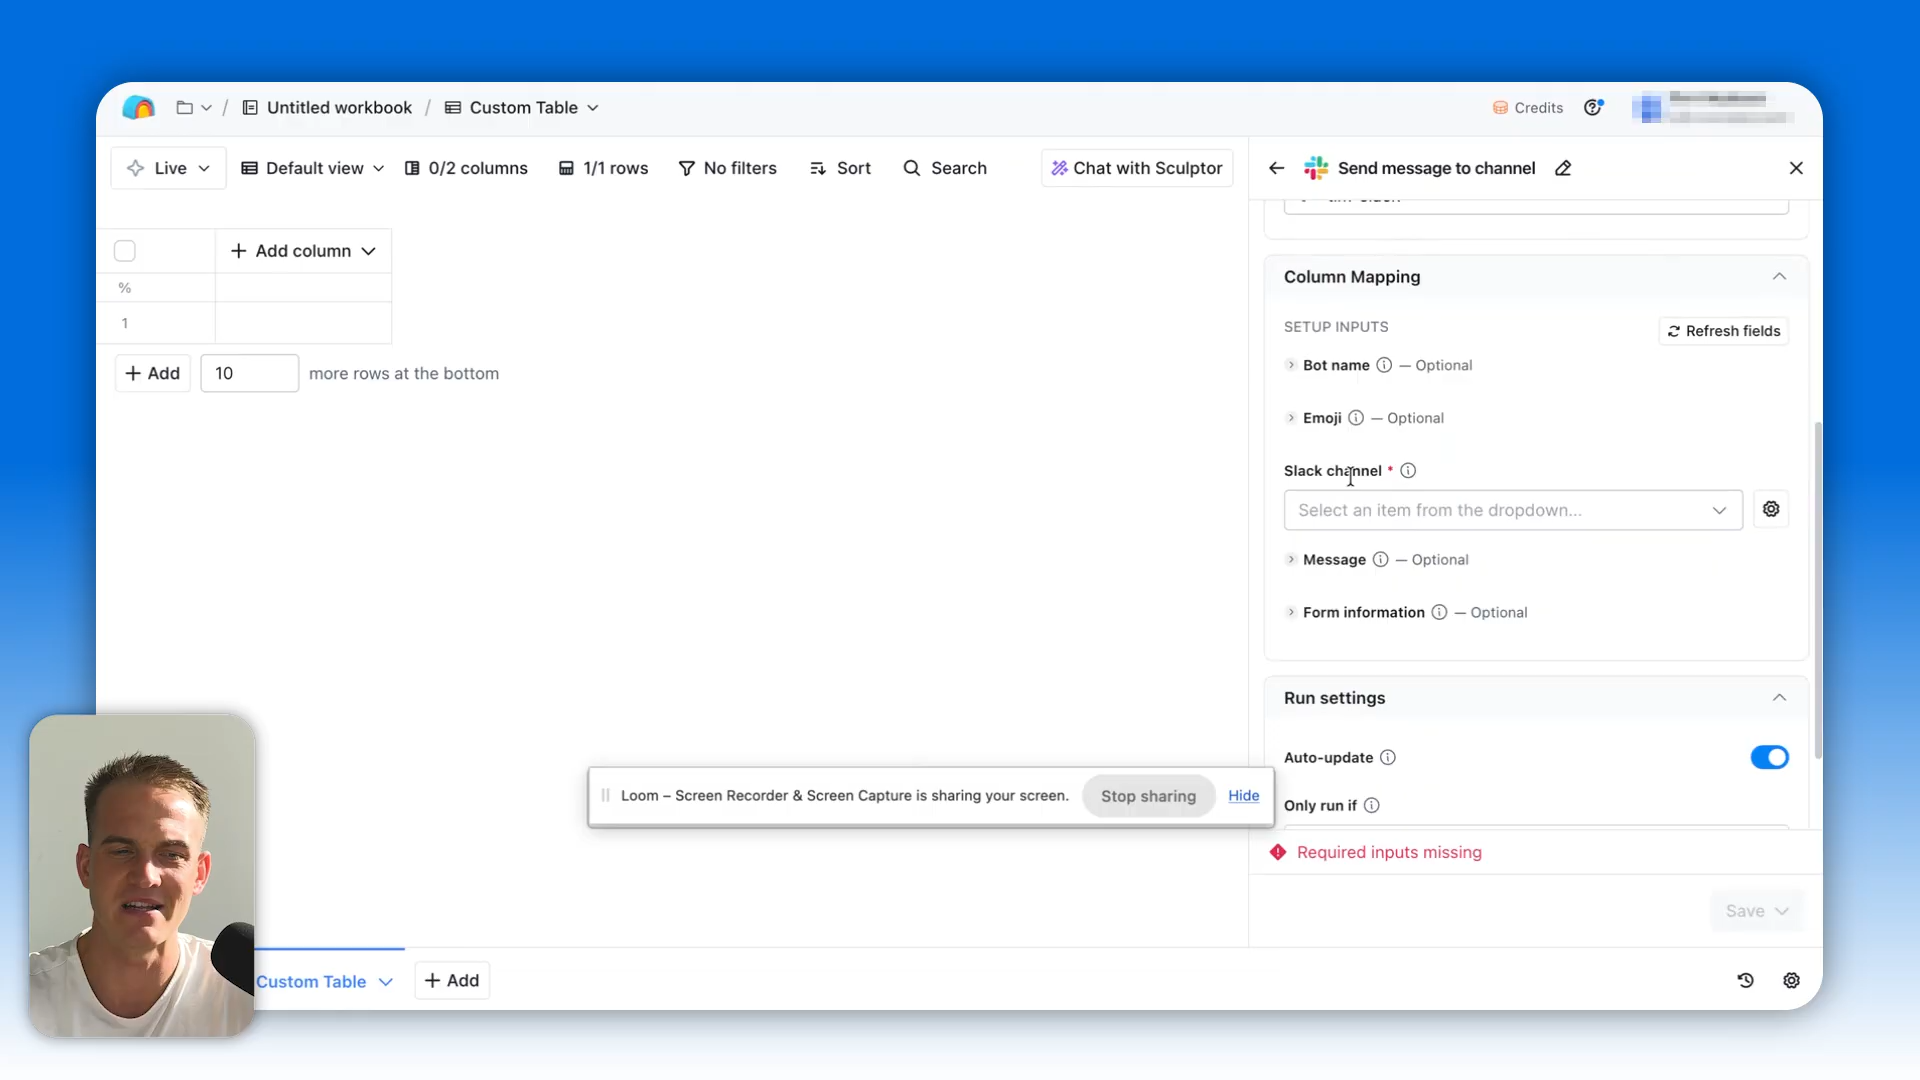 Untitled workbook / Custom Table
Credits
Live
Default view
0/2 columns
1/1 rows
No filters
Sort
Search
Chat with Sculptor
Send message to channel
+ Add column
%
1
+ Add
10
more rows at the bottom
Column Mapping
SETUP INPUTS
Refresh fields
Bot name — Optional
Emoji — Optional
Slack channel *
Select an item from the dropdown...
Message — Optional
Form information — Optional
Run settings
Auto-update
Only run if
Loom – Screen Recorder & Screen Capture is sharing your screen.
Stop sharing
Hide
Required inputs missing
Save
Custom Table
+ Add